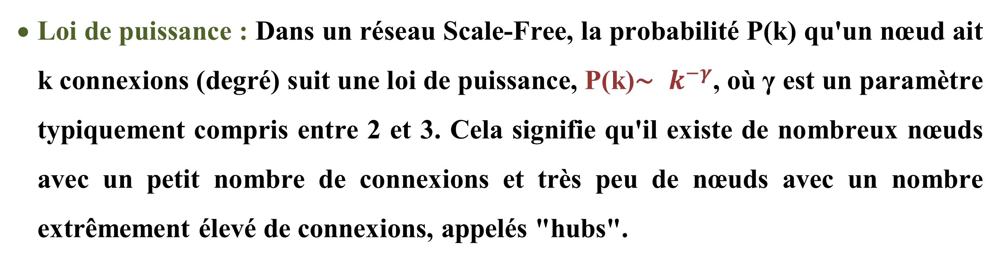 • Loi de puissance : Dans un réseau Scale-Free, la probabilité P(k) qu'un nœud ait
k connexions (degré) suit une loi de puissance, P(k)~ k^{−γ}, où γ est un paramètre
typiquement compris entre 2 et 3. Cela signifie qu'il existe de nombreux nœuds
avec un petit nombre de connexions et très peu de nœuds avec un nombre
extrêmement élevé de connexions, appelés "hubs".